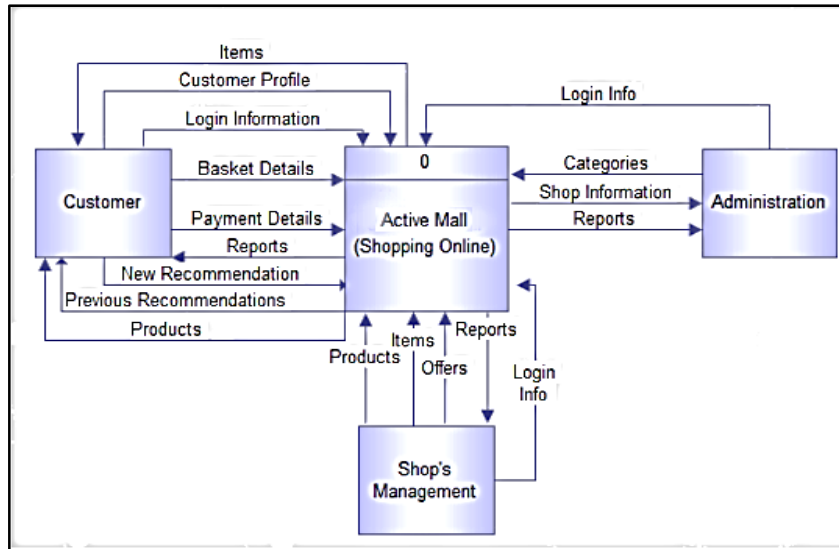 Items
Customer Profile
Login Information
Login Info
Basket Details
0
Categories
Customer
Shop Information
Administration
Payment Details
Active Mall
(Shopping Online)
Reports
Reports
New Recommendation
Previous Recommendations
Products
Products
Items
Offers
Reports
Login
Info
Shop's
Management